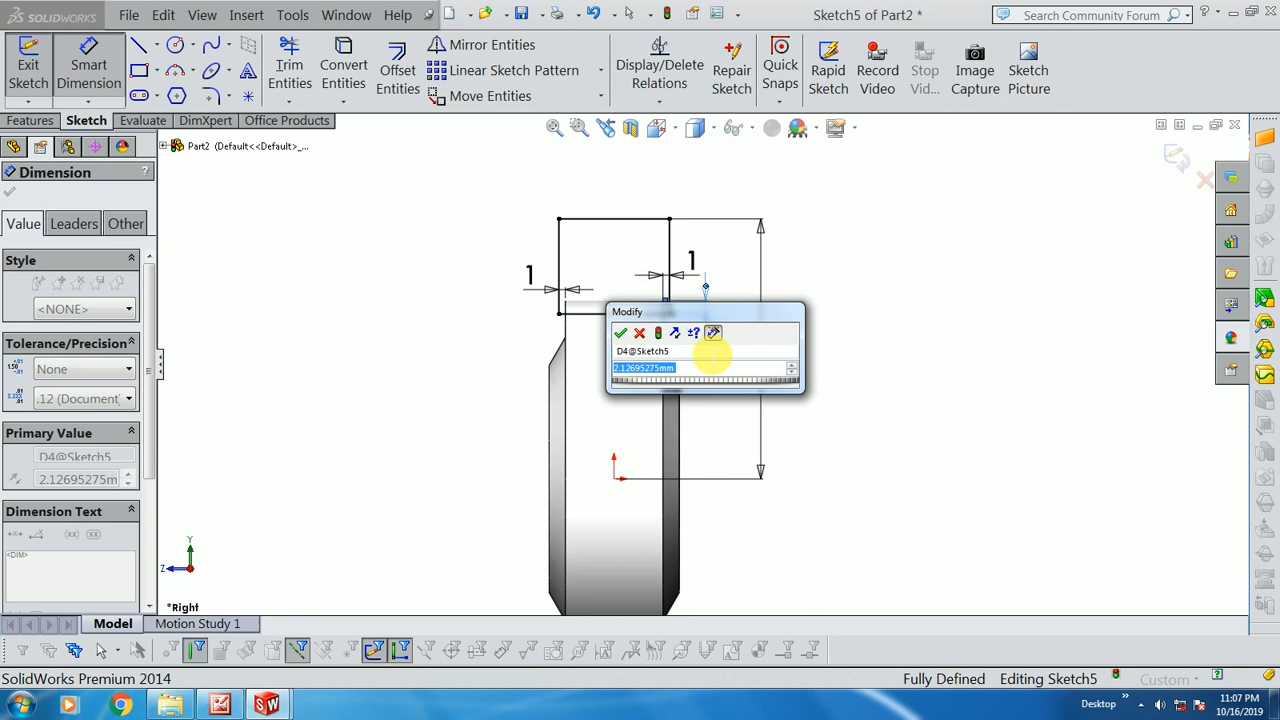 SOLIDWORKS
File Edit View Insert Tools Window Help
Sketch5 of Part2 *
Search Community Forum
Exit Sketch
Smart Dimension
Trim Entities
Convert Entities
Offset Entities
Mirror Entities
Linear Sketch Pattern
Move Entities
Display/Delete Relations
Repair Sketch
Quick Snaps
Rapid Sketch
Record Video
Stop Vid...
Image Capture
Sketch Picture
Features Sketch Evaluate DimXpert Office Products
Part2 (Default<<Default>_...
Dimension ?
Value Leaders Other
Style
<NONE>
Tolerance/Precision
None
.12 (Document)
Primary Value
D4@Sketch5
2.12695275m
Dimension Text
<DIM>
1
1
Modify
D4@Sketch5
2.12695275mm
Y
Z
*Right
Model Motion Study 1
SolidWorks Premium 2014
Fully Defined
Editing Sketch5
Custom
Desktop
11:07 PM
10/16/2019